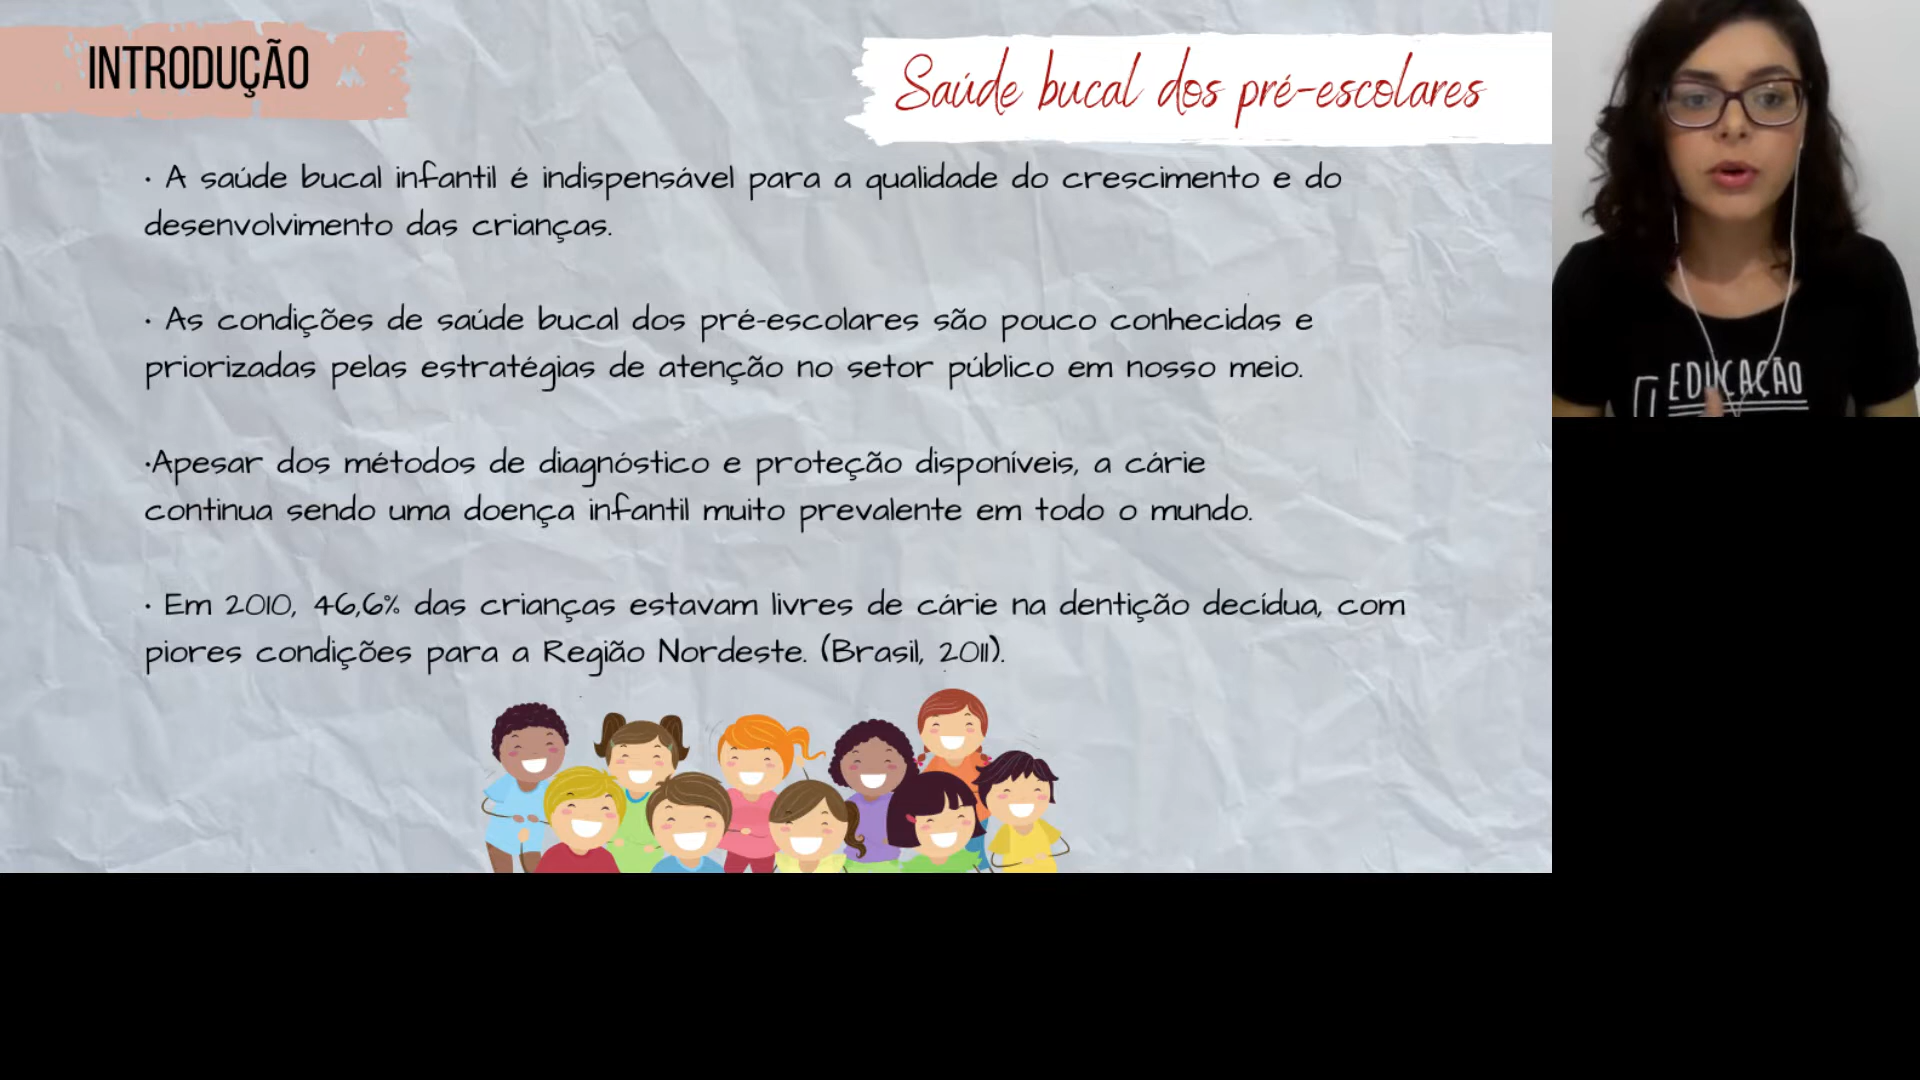 INTRODUÇÃO
Saúde bucal dos pré-escolares
• A saúde bucal infantil é indispensável para a qualidade do crescimento e do
desenvolvimento das crianças.
• As condições de saúde bucal dos pré-escolares são pouco conhecidas e
priorizadas pelas estratégias de atenção no setor público em nosso meio.
•Apesar dos métodos de diagnóstico e proteção disponíveis, a cárie
continua sendo uma doença infantil muito prevalente em todo o mundo.
• Em 2010, 46,6% das crianças estavam livres de cárie na dentição decídua, com
piores condições para a Região Nordeste. (Brasil, 2011).
EDUCAÇÃO